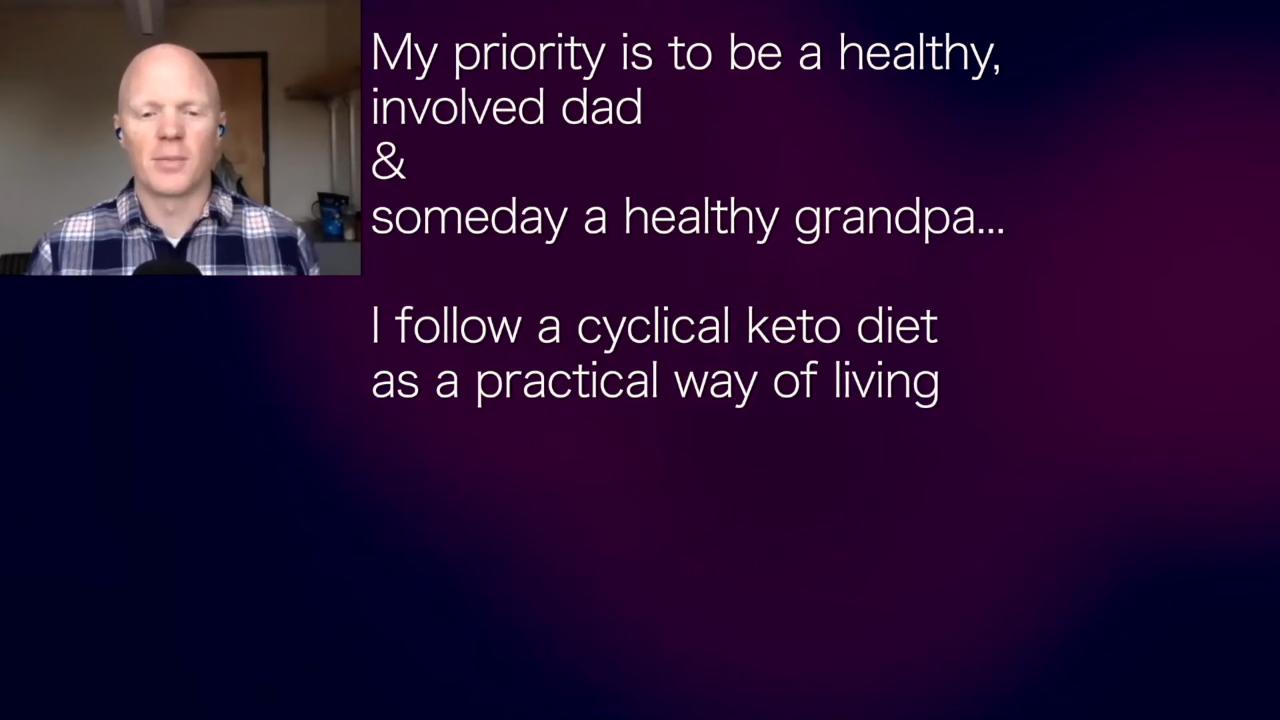 My priority is to be a healthy,
involved dad
&
someday a healthy grandpa...
I follow a cyclical keto diet
as a practical way of living